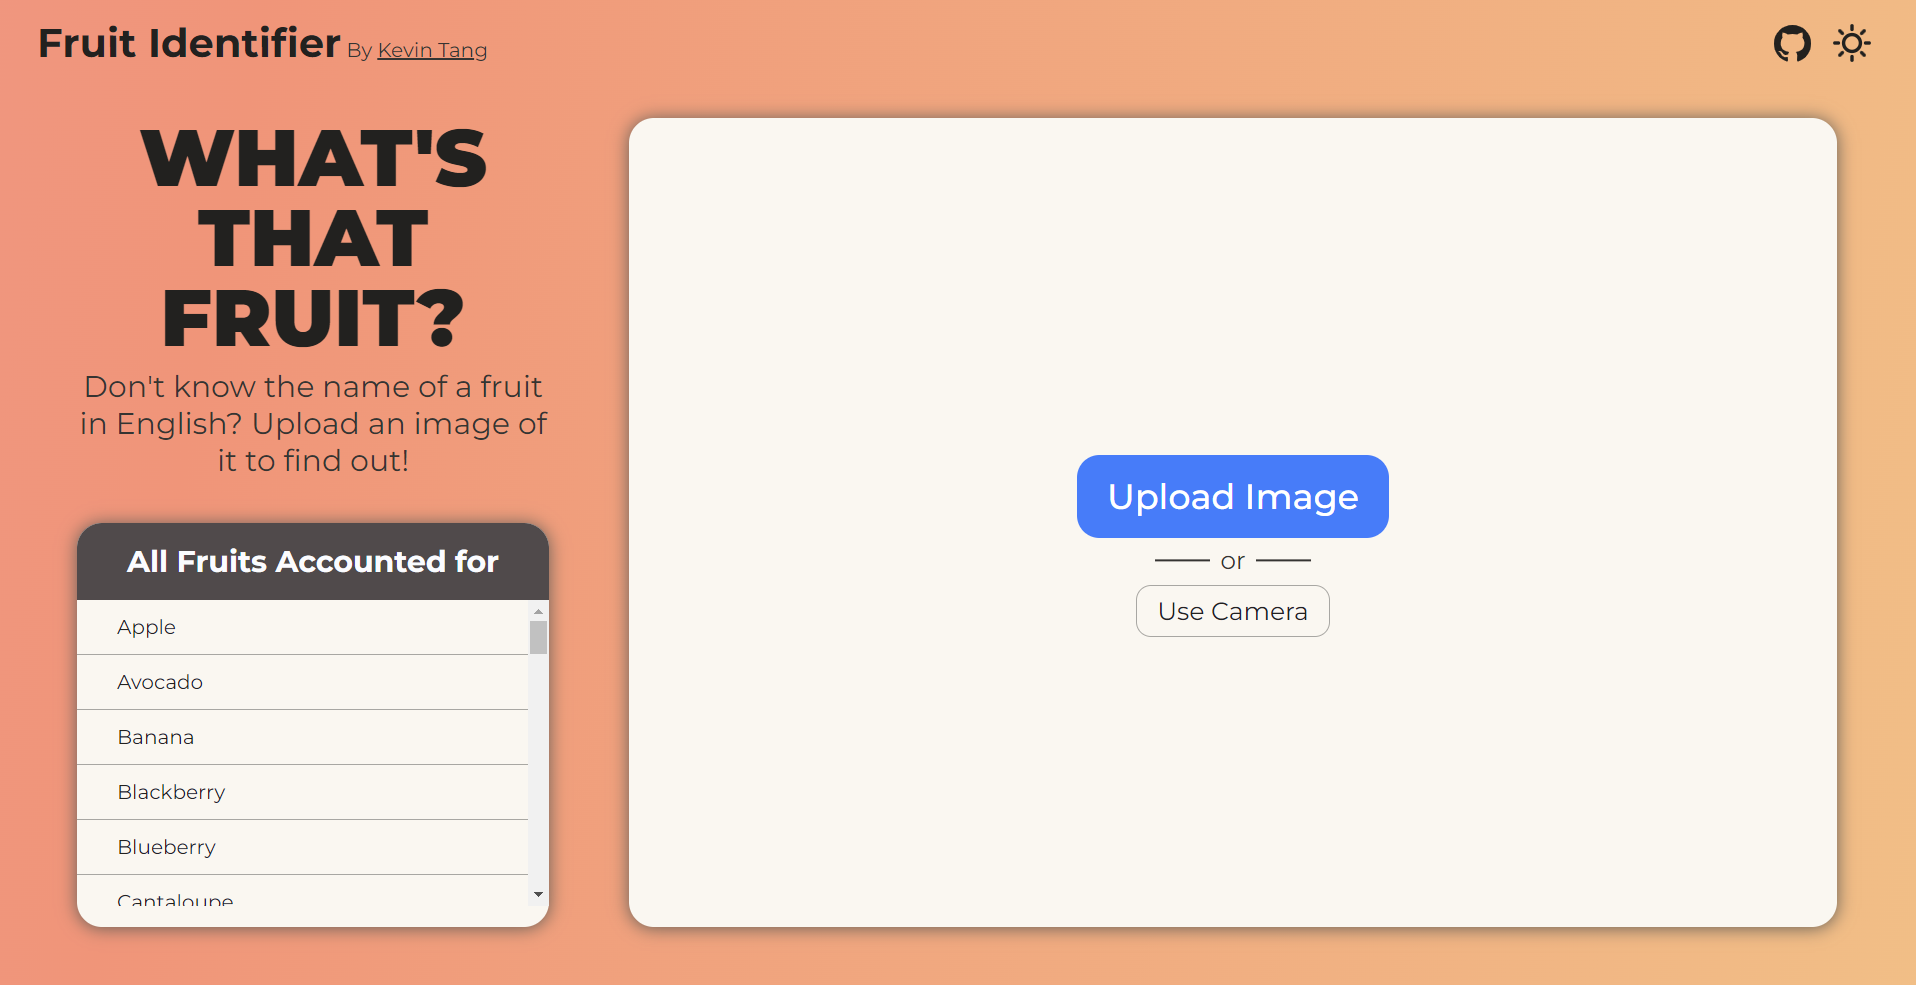 Fruit Identifier By Kevin Tang
WHAT'S
THAT
FRUIT?
Don't know the name of a fruit
in English? Upload an image of
it to find out!
All Fruits Accounted for
Apple
Avocado
Banana
Blackberry
Blueberry
Cantaloupe
Upload Image
or
Use Camera